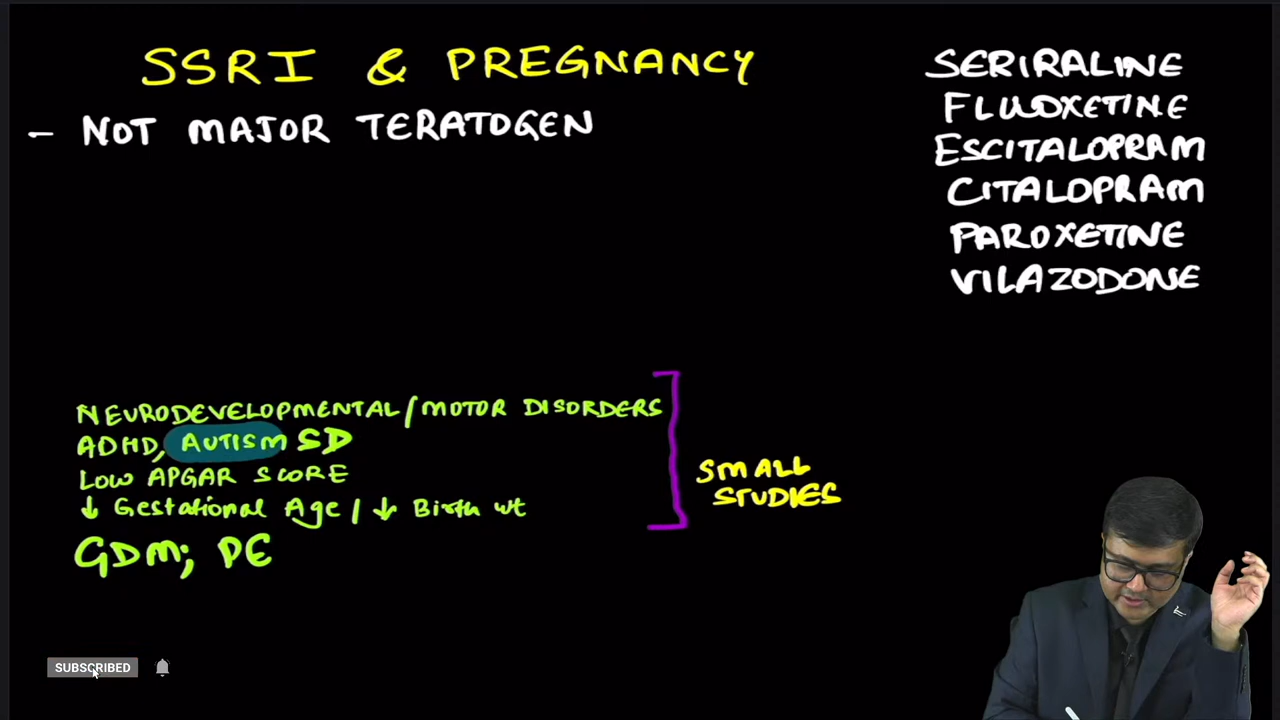 SSRI & PREGNANCY
- NOT MAJOR TERATOGEN
SERIRALINE
FLUOXETINE
ESCITALOPRAM
CITALOPRAM
PAROXETINE
VILAZODONE
NEURODEVELOPMENTAL/MOTOR DISORDERS
ADHD, AUTISM SD
LOW APGAR SCORE
↓ Gestational Age / ↓ Birth wt
GDM; PE
SMALL
STUDIES
SUBSCRIBED